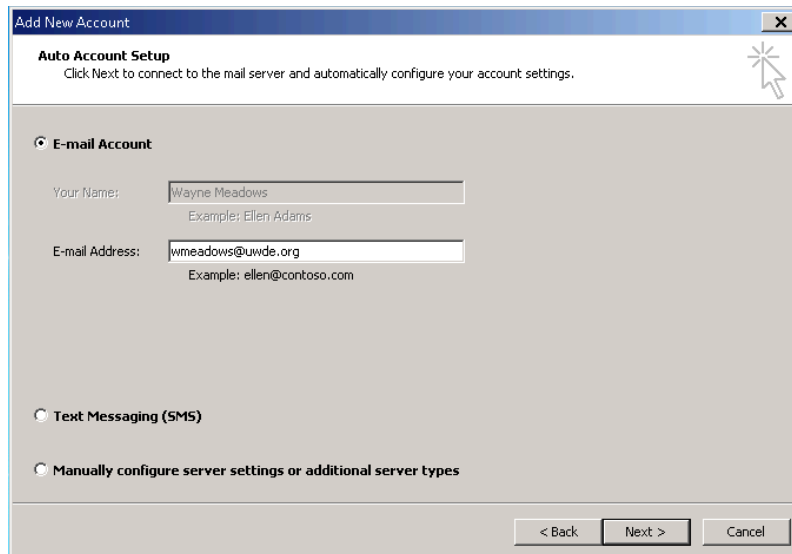 Add New Account
Auto Account Setup
Click Next to connect to the mail server and automatically configure your account settings.
E-mail Account
Your Name: Wayne Meadows
Example: Ellen Adams
E-mail Address: wmeadows@uwde.org
Example: ellen@contoso.com
Text Messaging (SMS)
Manually configure server settings or additional server types
< Back Next > Cancel